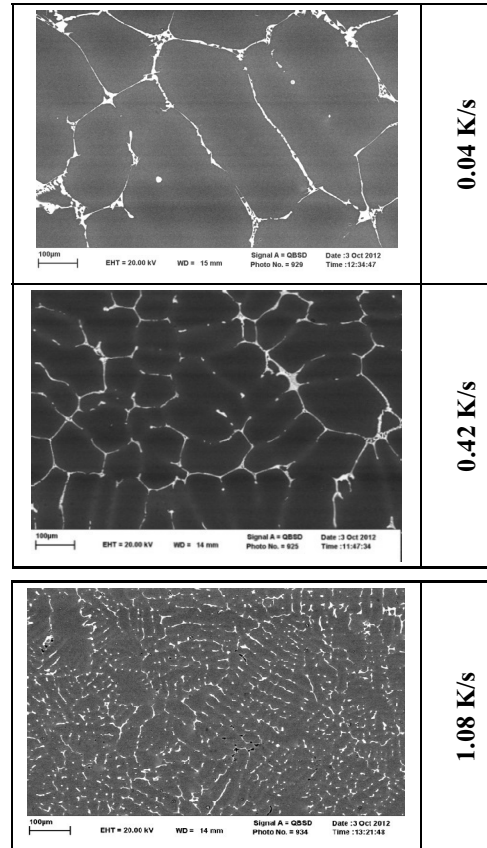 0.04 K/s
100µm
EHT = 20.00 kV WD = 15 mm Signal A = QBSD Photo No. = 929 Date :3 Oct 2012 Time :12:34:47
0.42 K/s
100µm
EHT = 20.00 kV WD = 14 mm Signal A = QBSD Photo No. = 925 Date :3 Oct 2012 Time :11:47:34
1.08 K/s
100µm
EHT = 20.00 kV WD = 14 mm Signal A = QBSD Photo No. = 934 Date :3 Oct 2012 Time :13:21:48